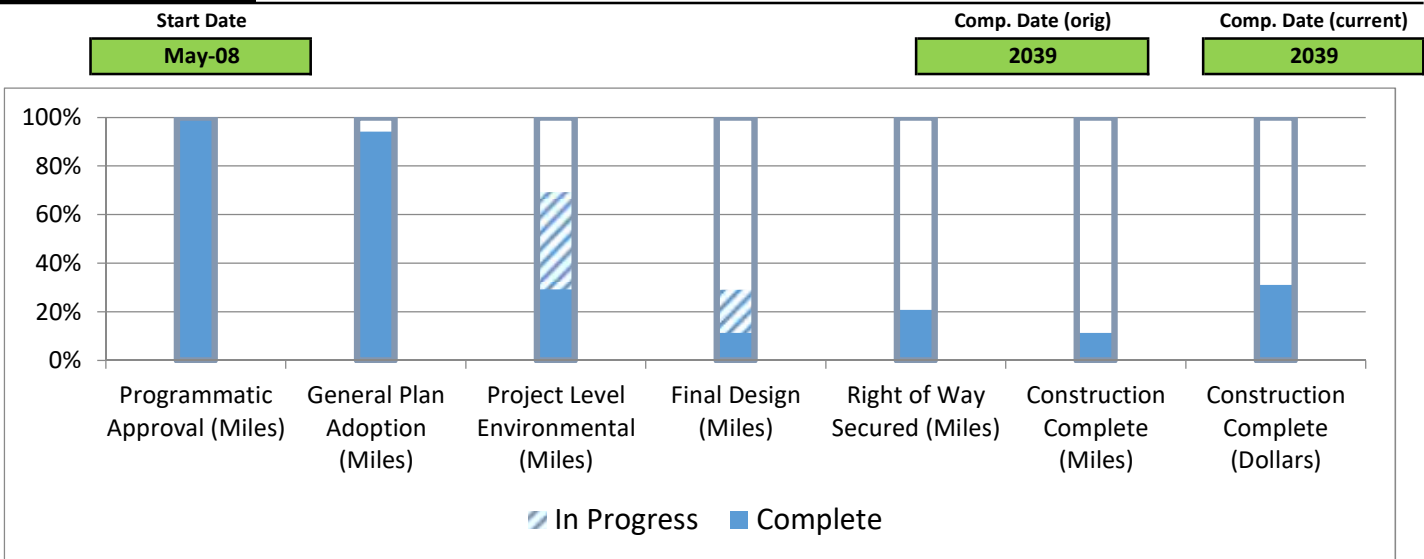 Start Date
Comp. Date (orig)
Comp. Date (current)
May-08
2039
2039
100%
80%
60%
40%
20%
0%
Programmatic
Approval (Miles)
General Plan
Adoption
(Miles)
Project Level
Environmental
(Miles)
Final Design
(Miles)
Right of Way
Secured (Miles)
Construction
Complete
(Miles)
Construction
Complete
(Dollars)
In Progress
Complete